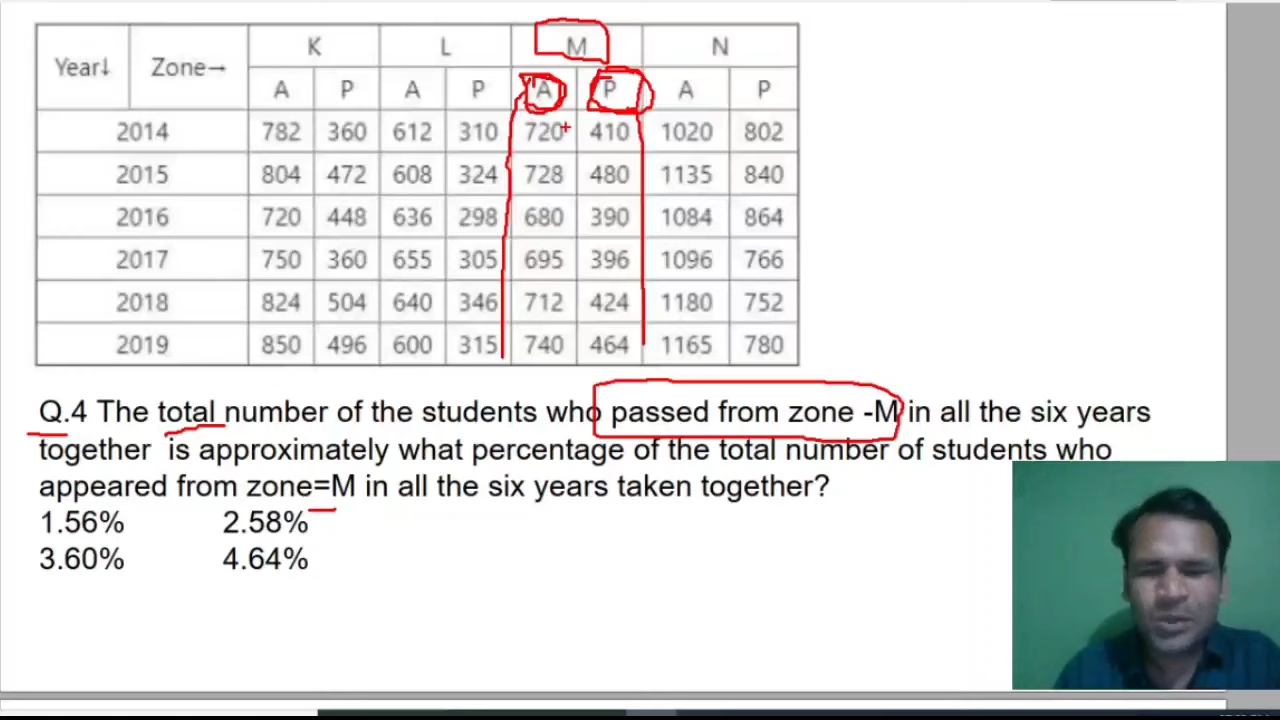 Year↓ Zone→ K L M N
A P A P A P A P
2014 782 360 612 310 720 410 1020 802
2015 804 472 608 324 728 480 1135 840
2016 720 448 636 298 680 390 1084 864
2017 750 360 655 305 695 396 1096 766
2018 824 504 640 346 712 424 1180 752
2019 850 496 600 315 740 464 1165 780
Q.4 The total number of the students who passed from zone -M in all the six years
together is approximately what percentage of the total number of students who
appeared from zone=M in all the six years taken together?
1.56% 2.58%
3.60% 4.64%